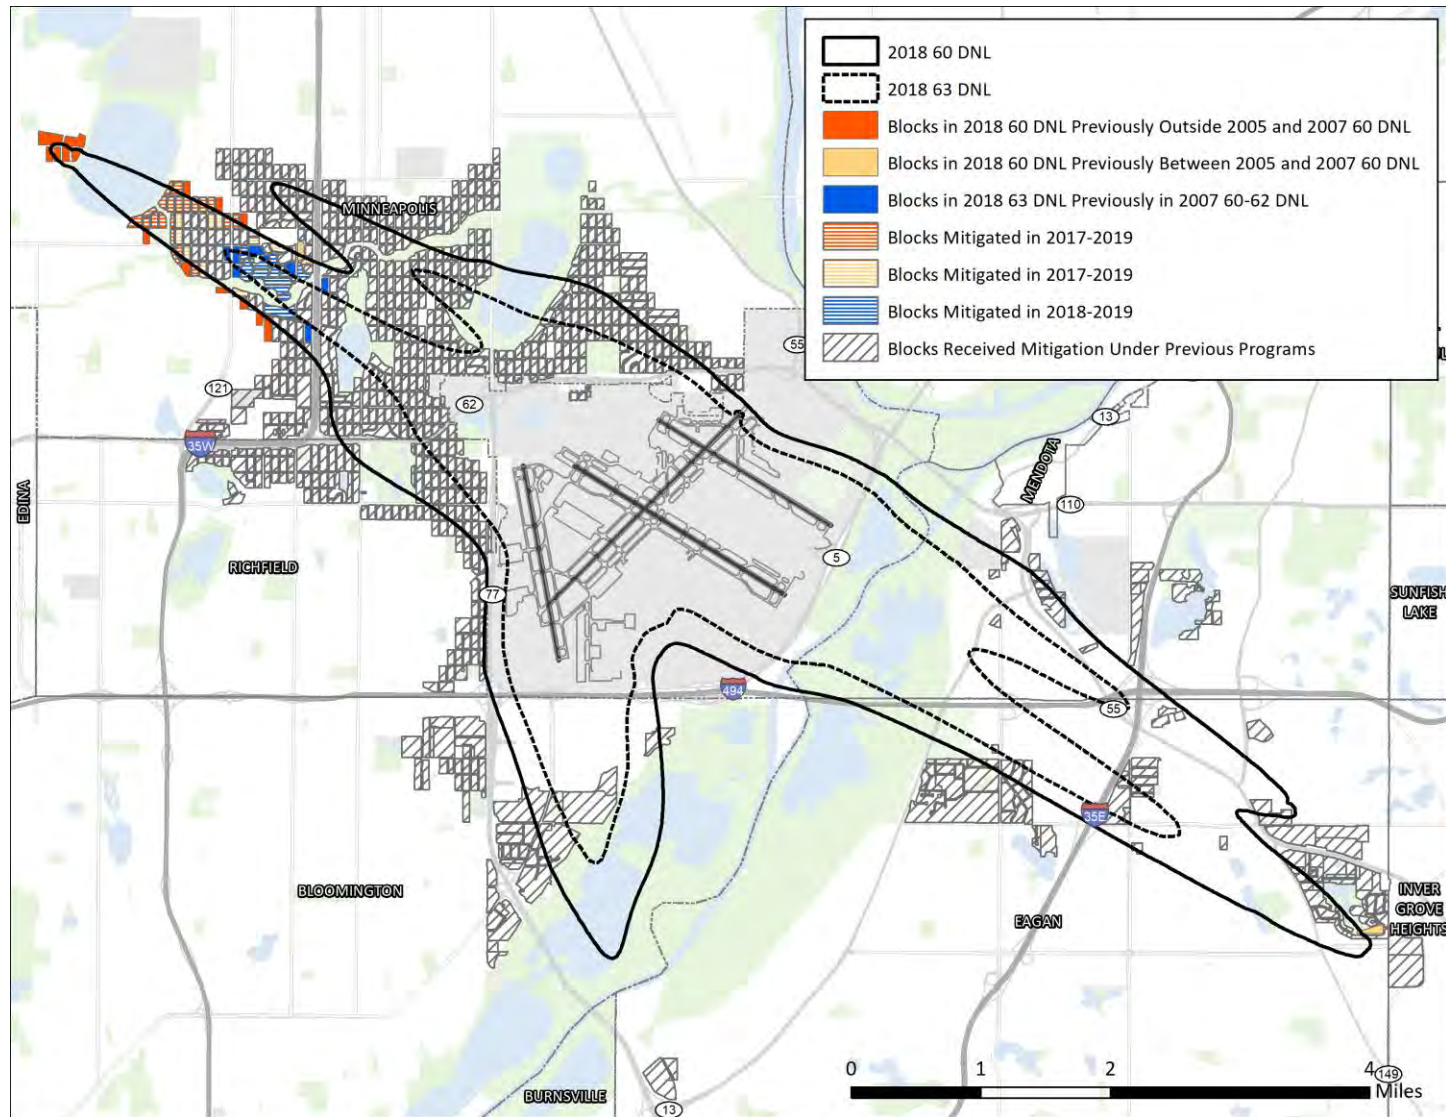 2018 60 DNL
2018 63 DNL
Blocks in 2018 60 DNL Previously Outside 2005 and 2007 60 DNL
Blocks in 2018 60 DNL Previously Between 2005 and 2007 60 DNL
Blocks in 2018 63 DNL Previously in 2007 60-62 DNL
Blocks Mitigated in 2017-2019
Blocks Mitigated in 2017-2019
Blocks Mitigated in 2018-2019
Blocks Received Mitigation Under Previous Programs
MINNEAPOLIS
55
121
62
13
35W
MENDOTA
EDINA
110
5
RICHFIELD
77
SUNFISH
LAKE
494
55
35E
BLOOMINGTON
EAGAN
INVER
GROVE
HEIGHTS
BURNSVILLE
13
149
0 1 2 4
Miles